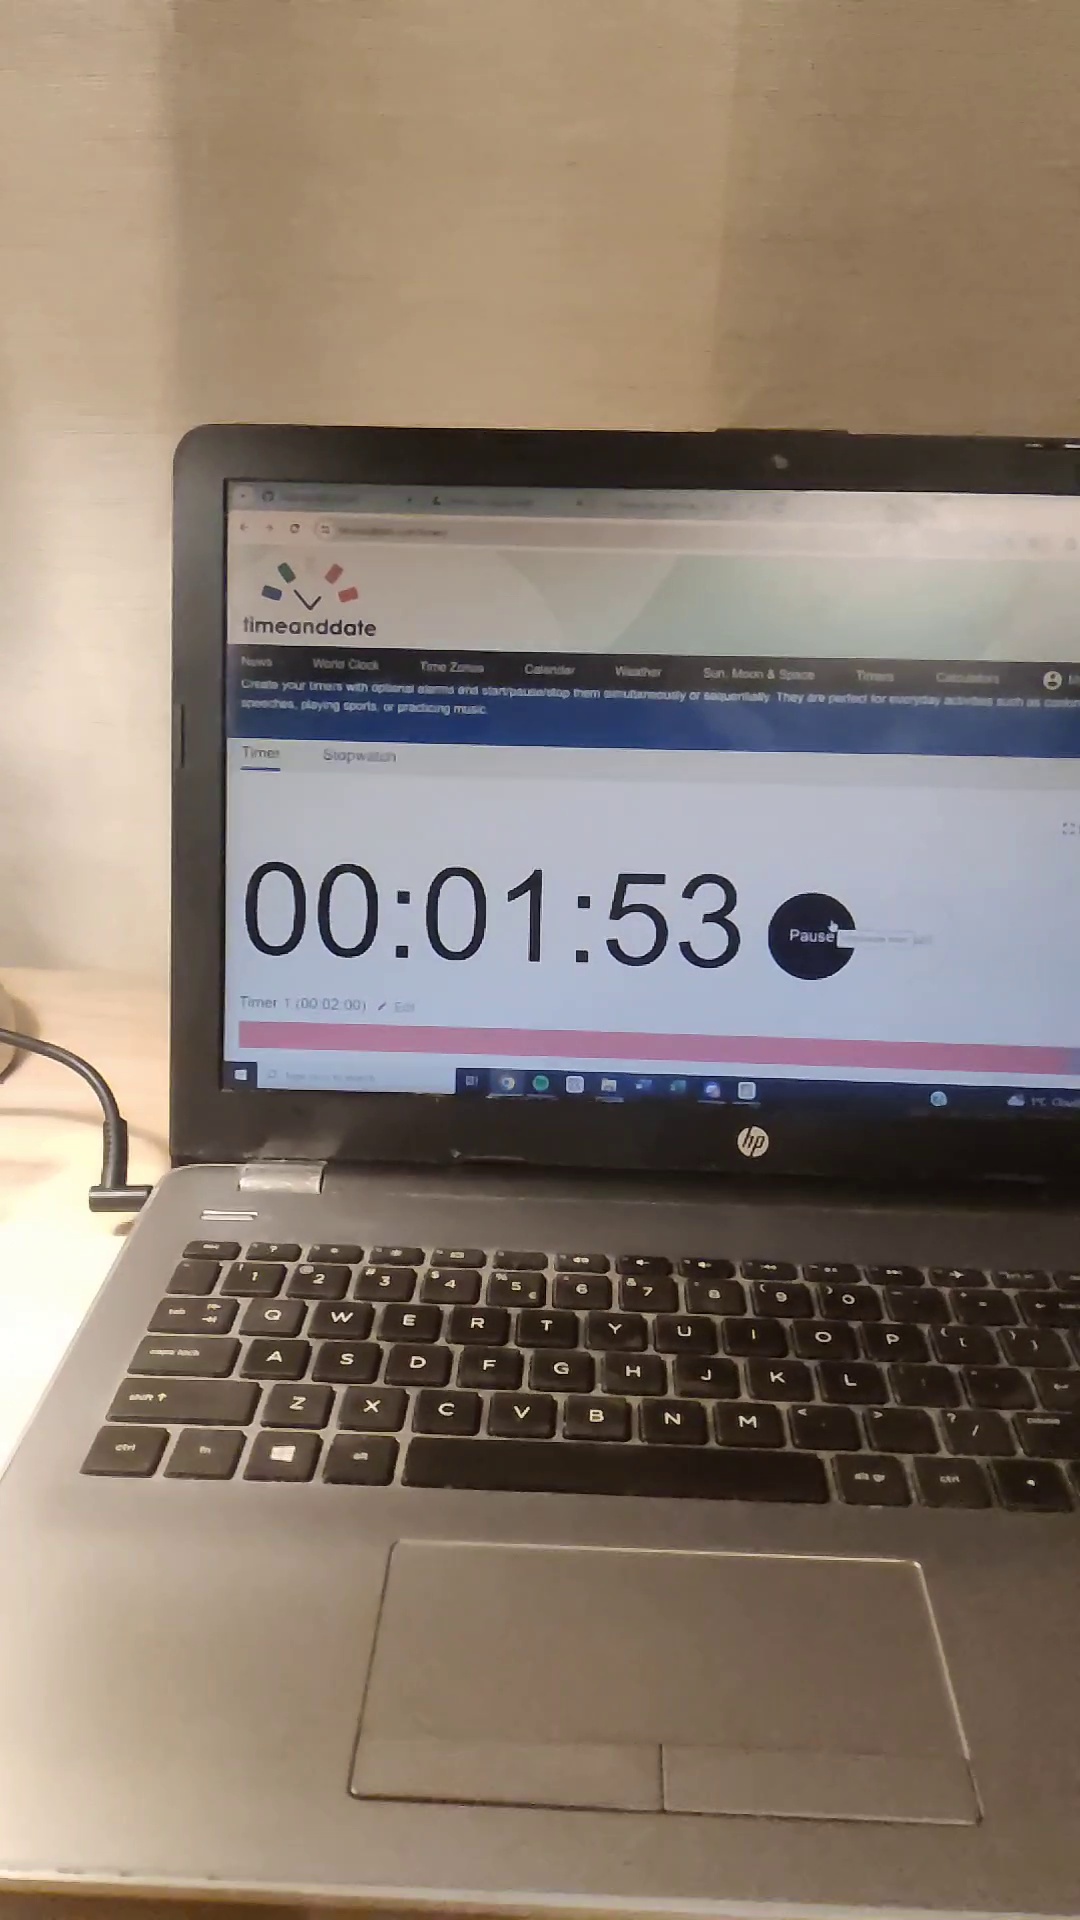 timeanddate
News World Clock Time Zones Calendar Weather Sun, Moon & Space Timers Calculators
Create your timers with optional alarms and start/pause/stop them simultaneously or sequentially. They are perfect for everyday activities such as
speeches, playing sports, or practicing music.
Timer Stopwatch
00:01:53 Pause
Timer 1 (00:02:00) Edit
1°C
hp
! 1 2 # 3 $ 4 % 5 € 6 & 7 8 ( 9 ) 0
tab Q W E R T Y U I O P
caps lock A S D F G H J K L
shift Z X C V B N M < > ? /
ctrl fn alt alt gr ctrl